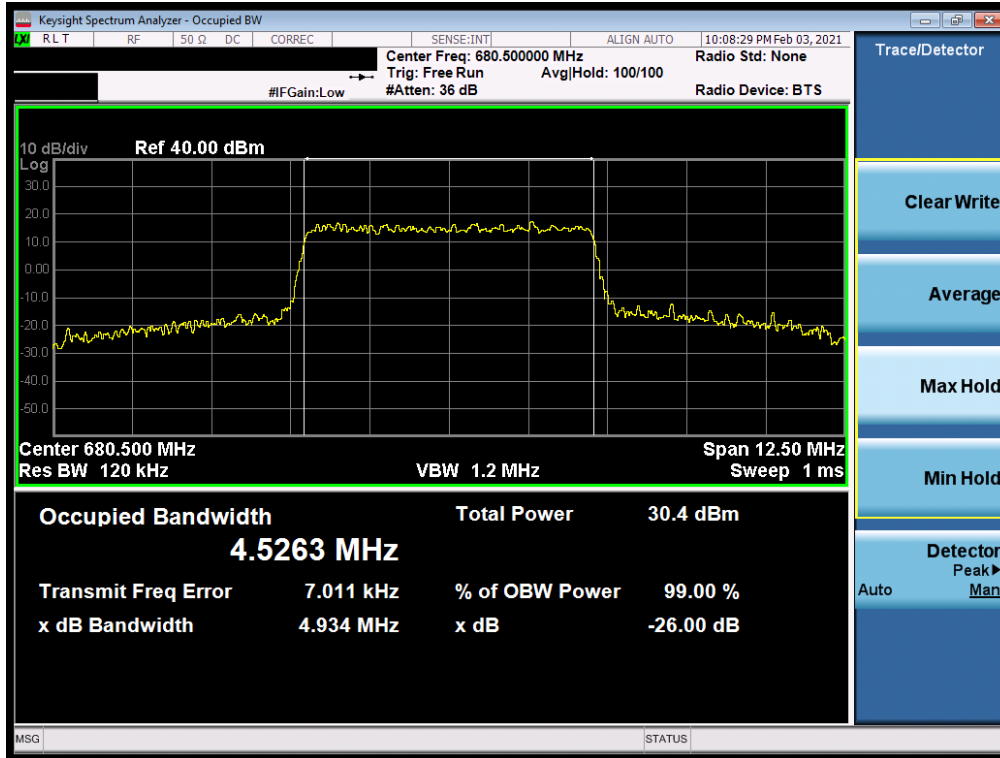 Keysight Spectrum Analyzer - Occupied BW
LXI RLT RF 50 Ω DC CORREC SENSE:INT ALIGN AUTO 10:08:29 PM Feb 03, 2021
Center Freq: 680.500000 MHz Radio Std: None
Trig: Free Run Avg|Hold: 100/100
#IFGain:Low #Atten: 36 dB Radio Device: BTS
Trace/Detector
10 dB/div Ref 40.00 dBm
Log
30.0
20.0
10.0
0.00
-10.0
-20.0
-30.0
-40.0
-50.0
Center 680.500 MHz Span 12.50 MHz
Res BW 120 kHz VBW 1.2 MHz Sweep 1 ms
Occupied Bandwidth Total Power 30.4 dBm
4.5263 MHz
Transmit Freq Error 7.011 kHz % of OBW Power 99.00 %
x dB Bandwidth 4.934 MHz x dB -26.00 dB
Clear Write
Average
Max Hold
Min Hold
Detector
Peak▶
Auto Man
MSG STATUS